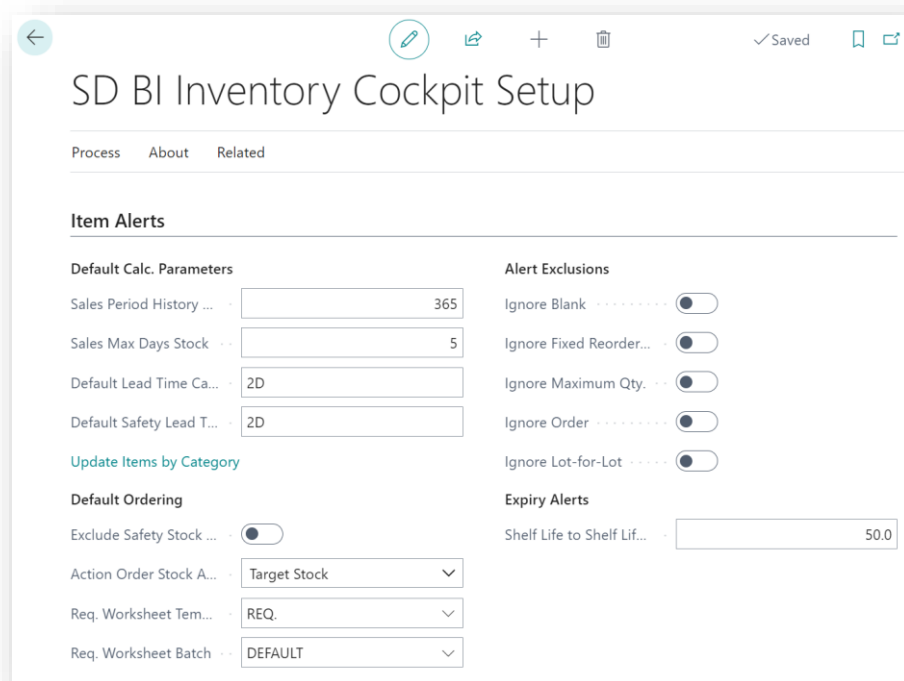 Saved
SD BI Inventory Cockpit Setup
Process About Related
Item Alerts
Default Calc. Parameters
Sales Period History ... 365
Sales Max Days Stock 5
Default Lead Time Ca... 2D
Default Safety Lead T... 2D
Update Items by Category
Default Ordering
Exclude Safety Stock ...
Action Order Stock A... Target Stock
Req. Worksheet Tem... REQ.
Req. Worksheet Batch DEFAULT
Alert Exclusions
Ignore Blank
Ignore Fixed Reorder...
Ignore Maximum Qty.
Ignore Order
Ignore Lot-for-Lot
Expiry Alerts
Shelf Life to Shelf Lif... 50.0